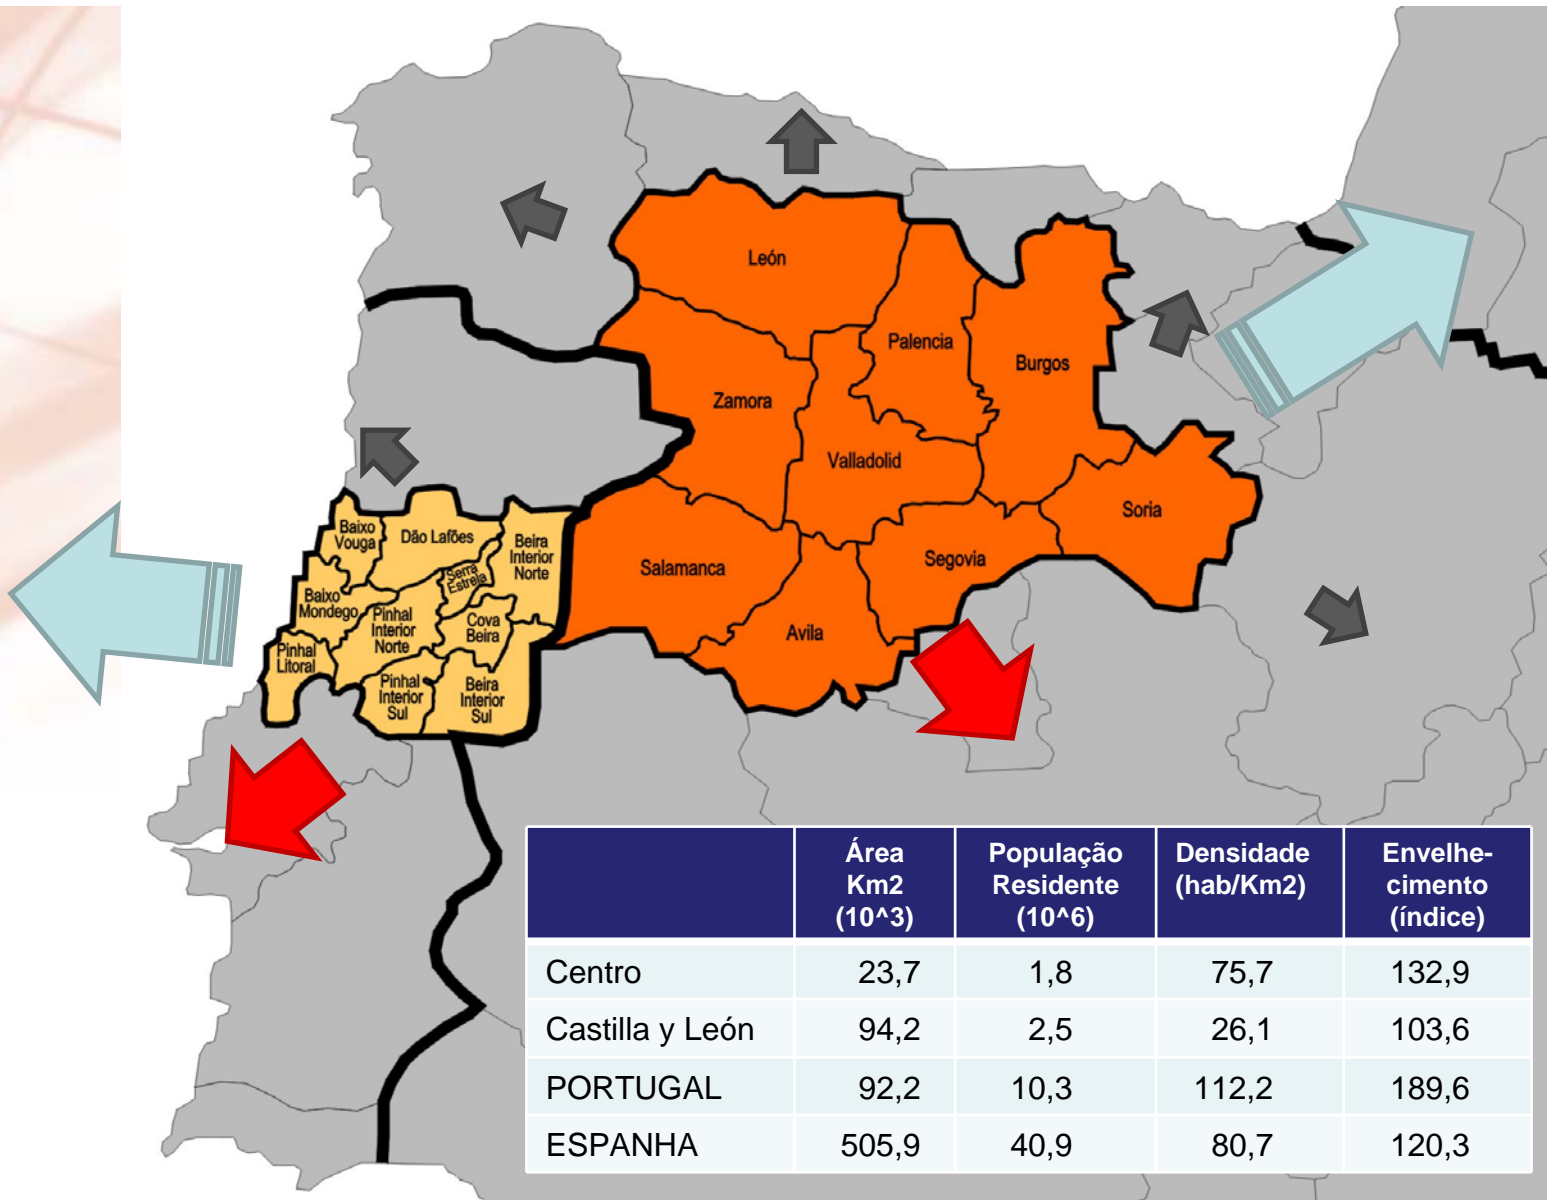 León
Palencia
Burgos
Zamora
Valladolid
Soria
Salamanca
Segovia
Avila
Baixo
Vouga
Dão Lafões
Beira
Interior
Norte
Serra
Estrela
Baixo
Mondego
Pinhal
Interior
Norte
Cova
Beira
Pinhal
Litoral
Pinhal
Interior
Sul
Beira
Interior
Sul
Área
Km2
(10^3)
População
Residente
(10^6)
Densidade
(hab/Km2)
Envelhe-
cimento
(índice)
Centro 23,7 1,8 75,7 132,9
Castilla y León 94,2 2,5 26,1 103,6
PORTUGAL 92,2 10,3 112,2 189,6
ESPANHA 505,9 40,9 80,7 120,3